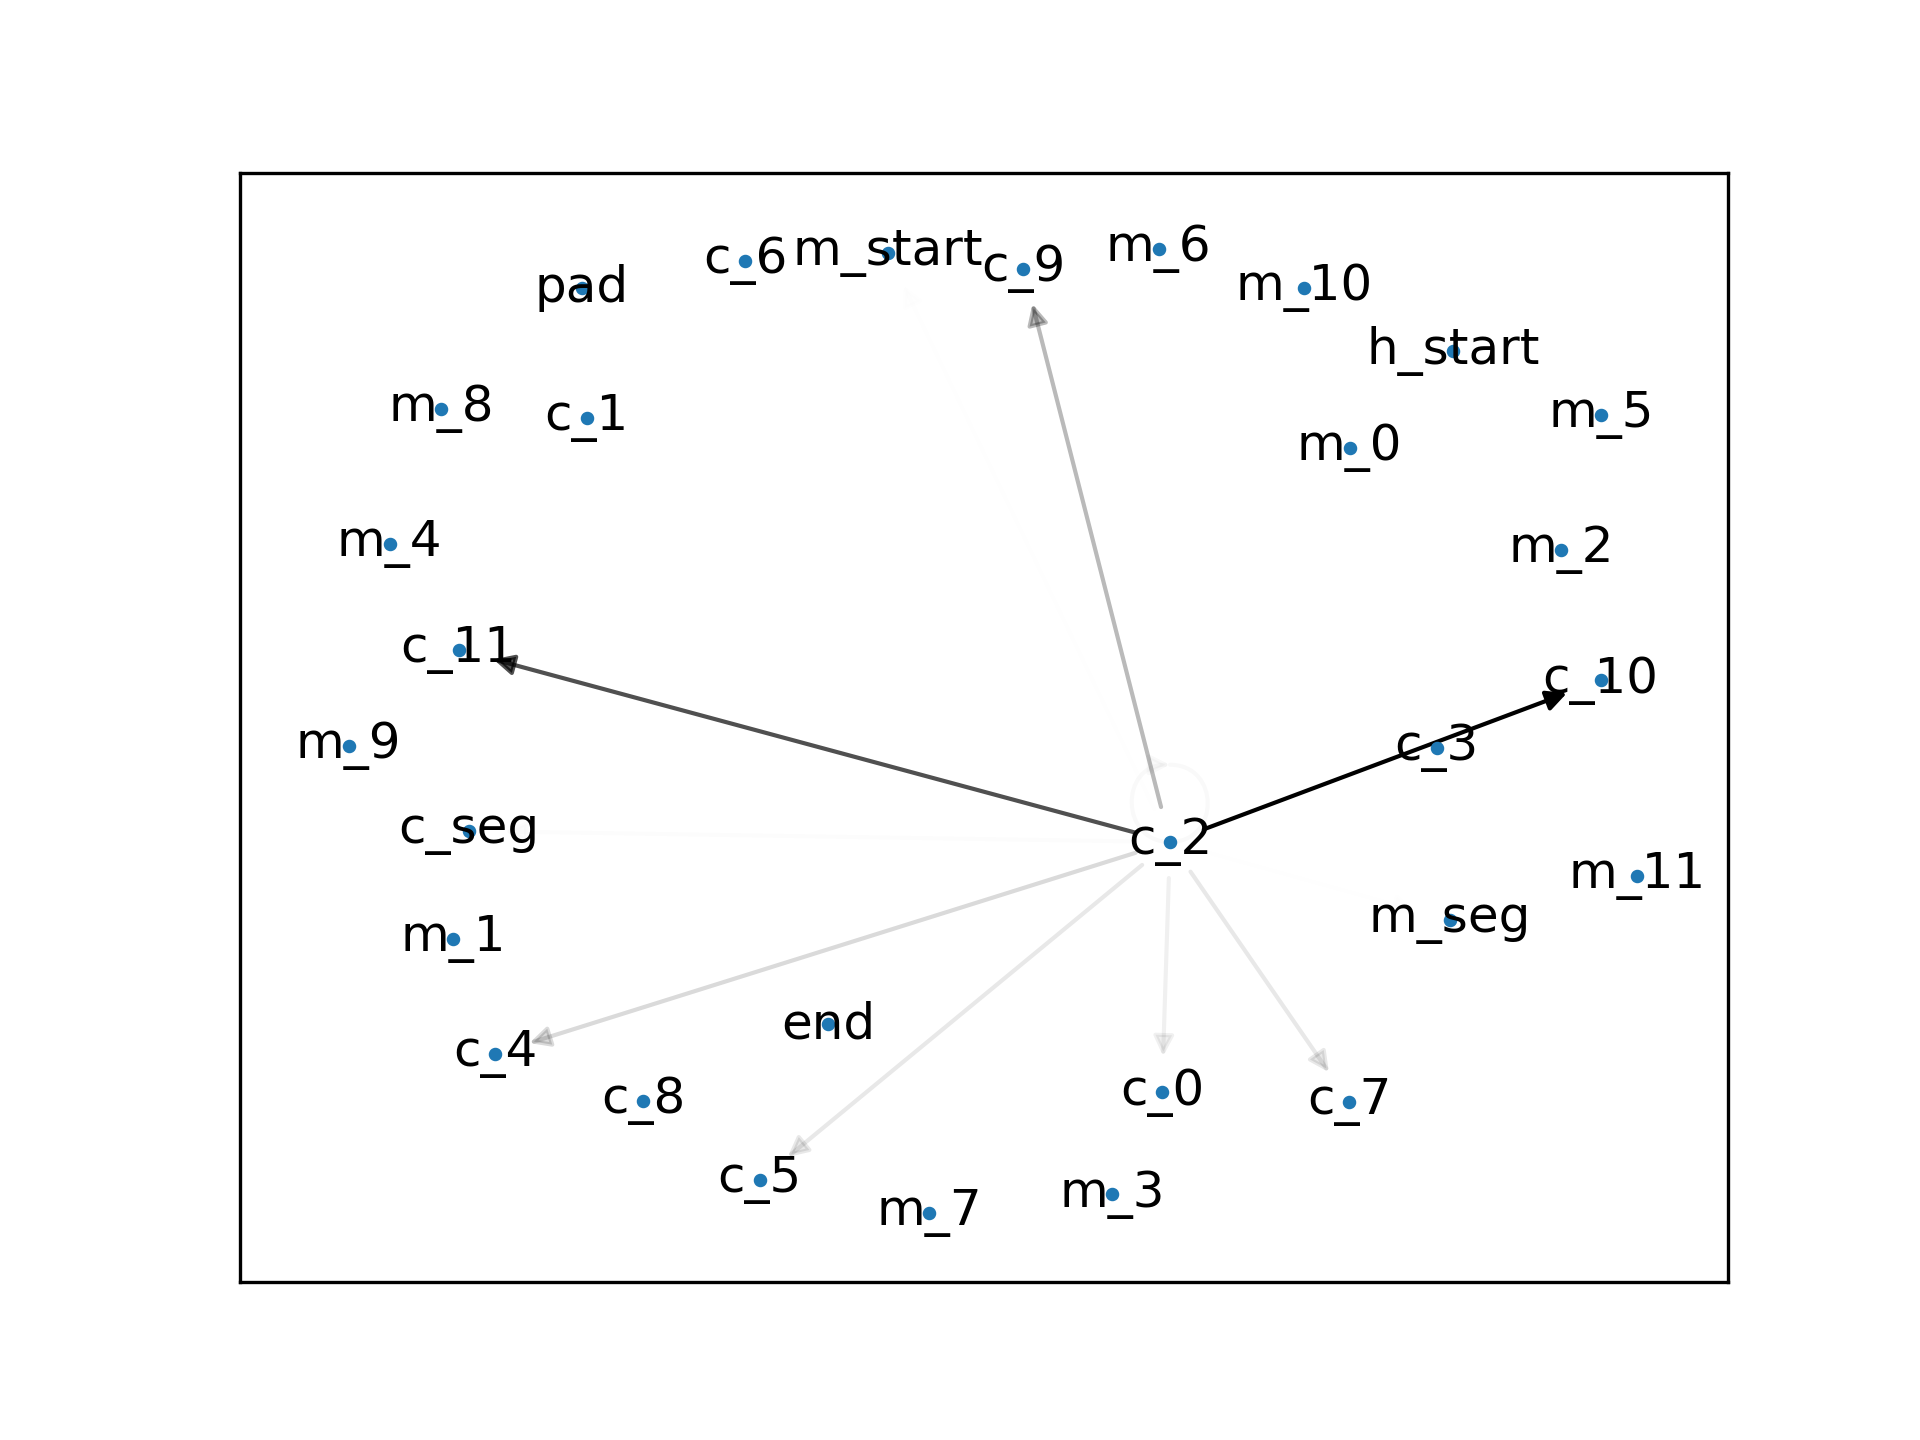 c_6 m_start c_9 m_6
pad m_10
h_start
m_8 c_1 m_5
m_0
m_4 m_2
c_11 c_10
m_9 c_3
c_seg c_2
m_11
m_1 m_seg
end
c_4
c_8 c_0 c_7
c_5 m_3
m_7